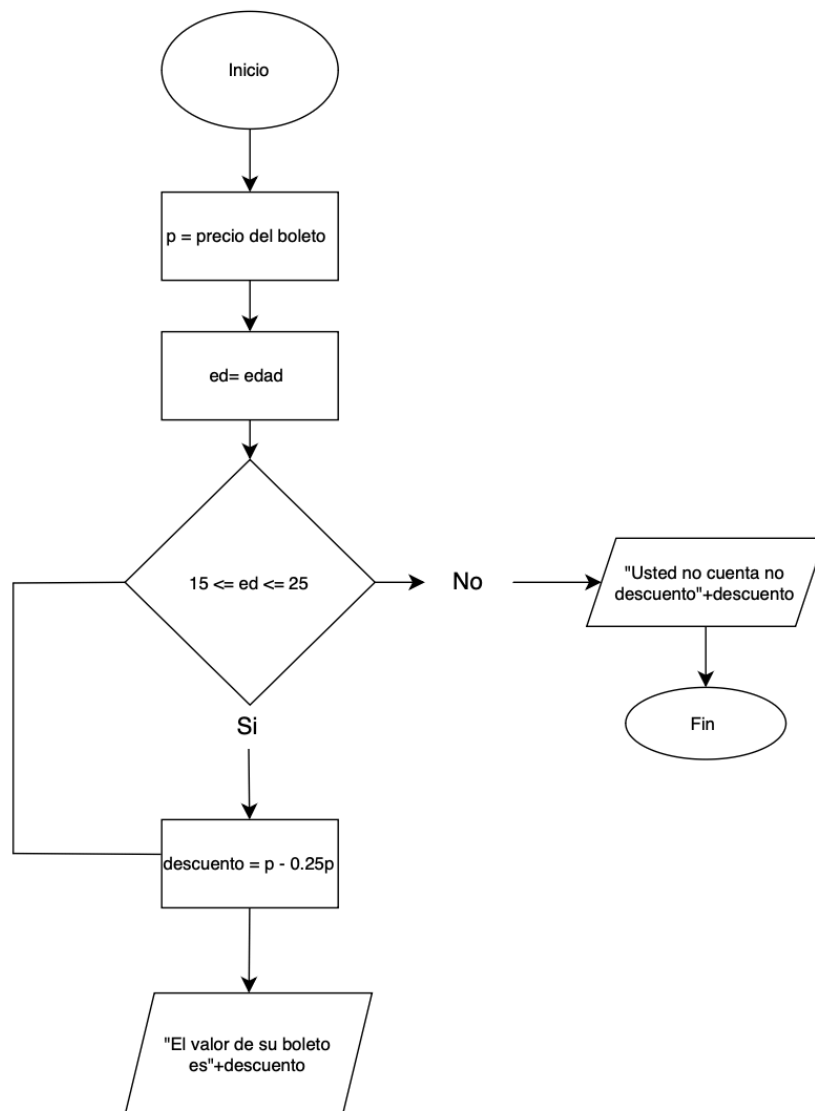 Inicio
p = precio del boleto
ed= edad
15 <= ed <= 25
No
"Usted no cuenta no
descuento"+descuento
Fin
Si
descuento = p - 0.25p
"El valor de su boleto
es"+descuento